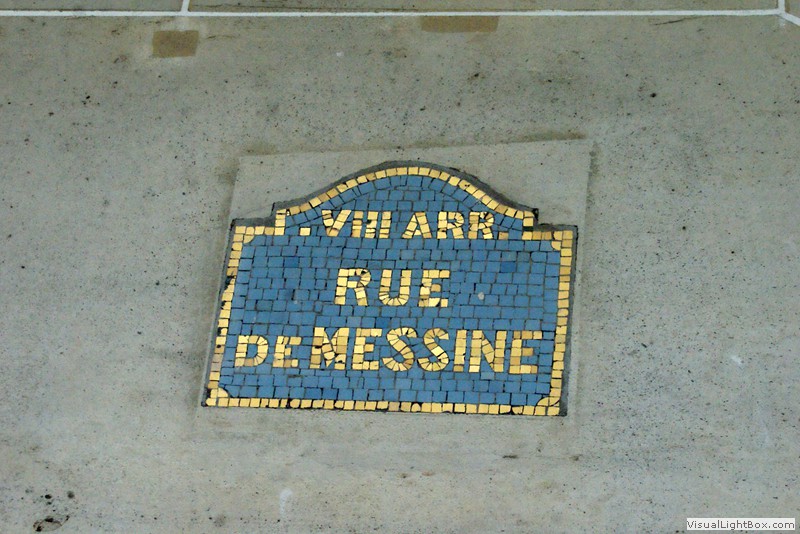 VIII ARR.
RUE
DE MESSINE
VisualLightBox.com